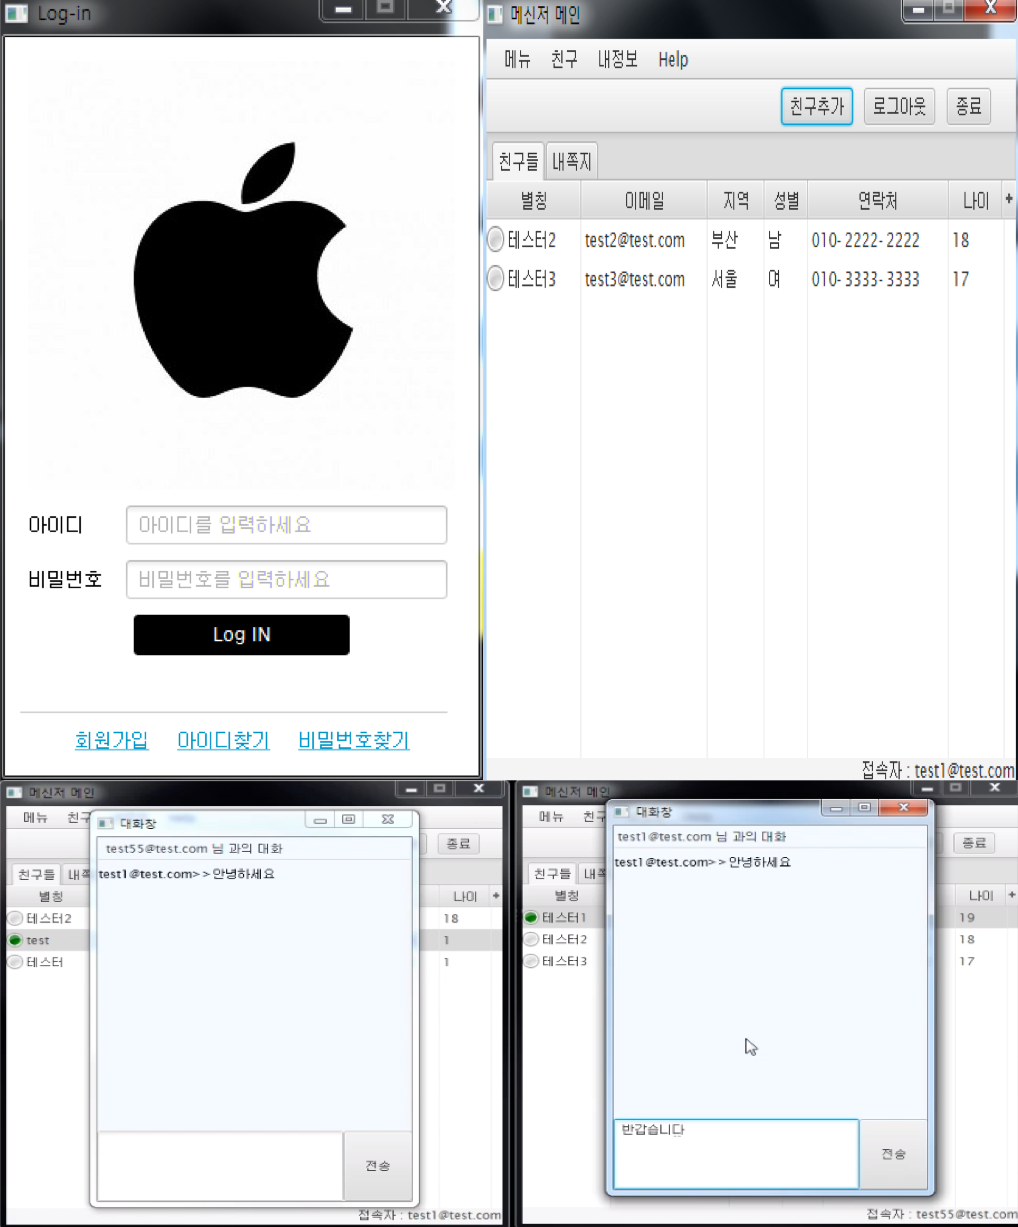 Log-in
아이디
아이디를 입력하세요
비밀번호
비밀번호를 입력하세요
Log IN
회원가입 아이디찾기 비밀번호찾기
메신저 메인
메뉴 친구 내정보 Help
친구추가 로그아웃 종료
친구들 내쪽지
별칭 이메일 지역 성별 연락처 나이 +
테스터2 test2@test.com 부산 남 010-2222-2222 18
테스터3 test3@test.com 서울 여 010-3333-3333 17
접속자 : test1@test.com
메신저 메인
메뉴 친구
종료
친구들 내쪽
별칭 나이 +
테스터2 18
test 1
테스터 1
대화창
test55@test.com 님 과의 대화
test1@test.com>> 안녕하세요
전송
접속자 : test1@test.com
메신저 메인
메뉴 친구
종료
친구들 내쪽
별칭 나이 +
테스터1 19
테스터2 18
테스터3 17
대화창
test1@test.com 님 과의 대화
test1@test.com>> 안녕하세요
반갑습니다
전송
접속자 : test55@test.com